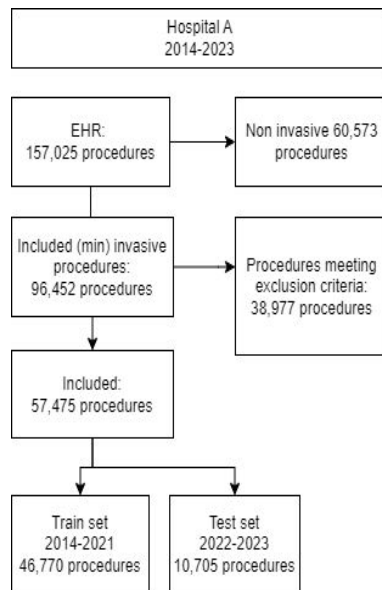 Hospital A
2014-2023
EHR:
157,025 procedures
Non invasive 60,573
procedures
Included (min) invasive
procedures:
96,452 procedures
Procedures meeting
exclusion criteria:
38,977 procedures
Included:
57,475 procedures
Train set
2014-2021
46,770 procedures
Test set
2022-2023
10,705 procedures